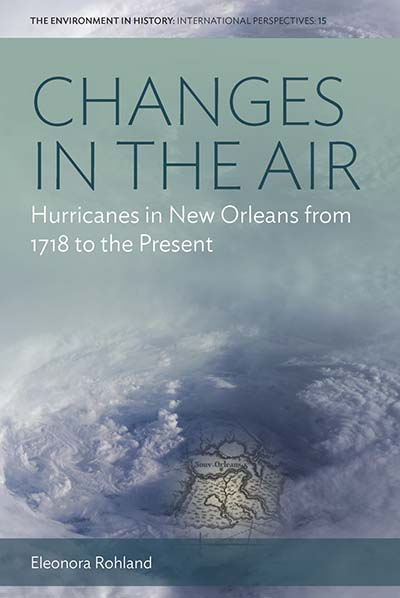 THE ENVIRONMENT IN HISTORY: INTERNATIONAL PERSPECTIVES: 15
CHANGES
IN THE AIR
Hurricanes in New Orleans from
1718 to the Present
Eleonora Rohland